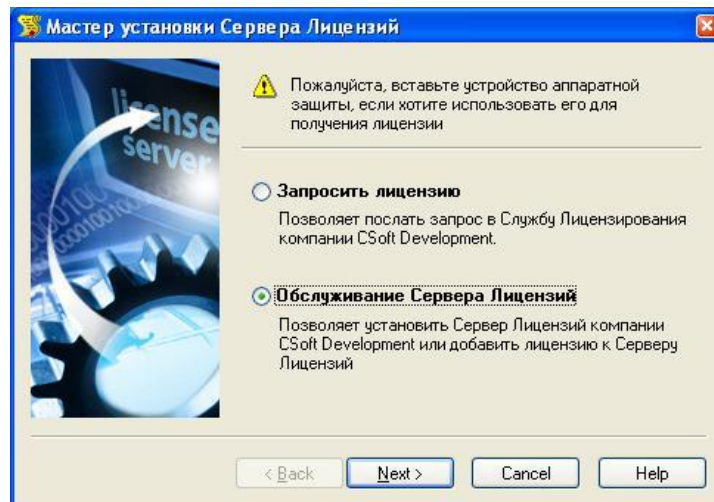 Мастер установки Сервера Лицензий
license
server
Пожалуйста, вставьте устройство аппаратной
защиты, если хотите использовать его для
получения лицензии
Запросить лицензию
Позволяет послать запрос в Службу Лицензирования
компании CSoft Development.
Обслуживание Сервера Лицензий
Позволяет установить Сервер Лицензий компании
CSoft Development или добавить лицензию к Серверу
Лицензий
< Back
Next >
Cancel
Help